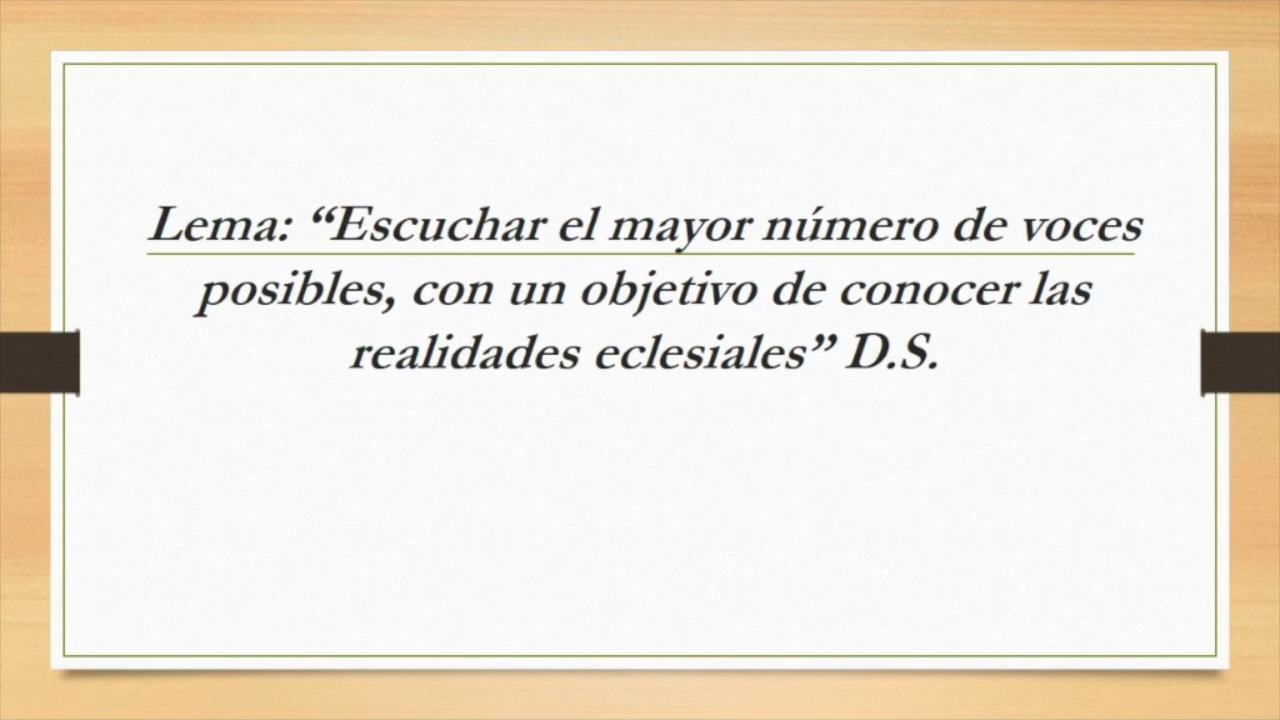 Lema: “Escuchar el mayor número de voces
posibles, con un objetivo de conocer las
realidades eclesiales” D.S.